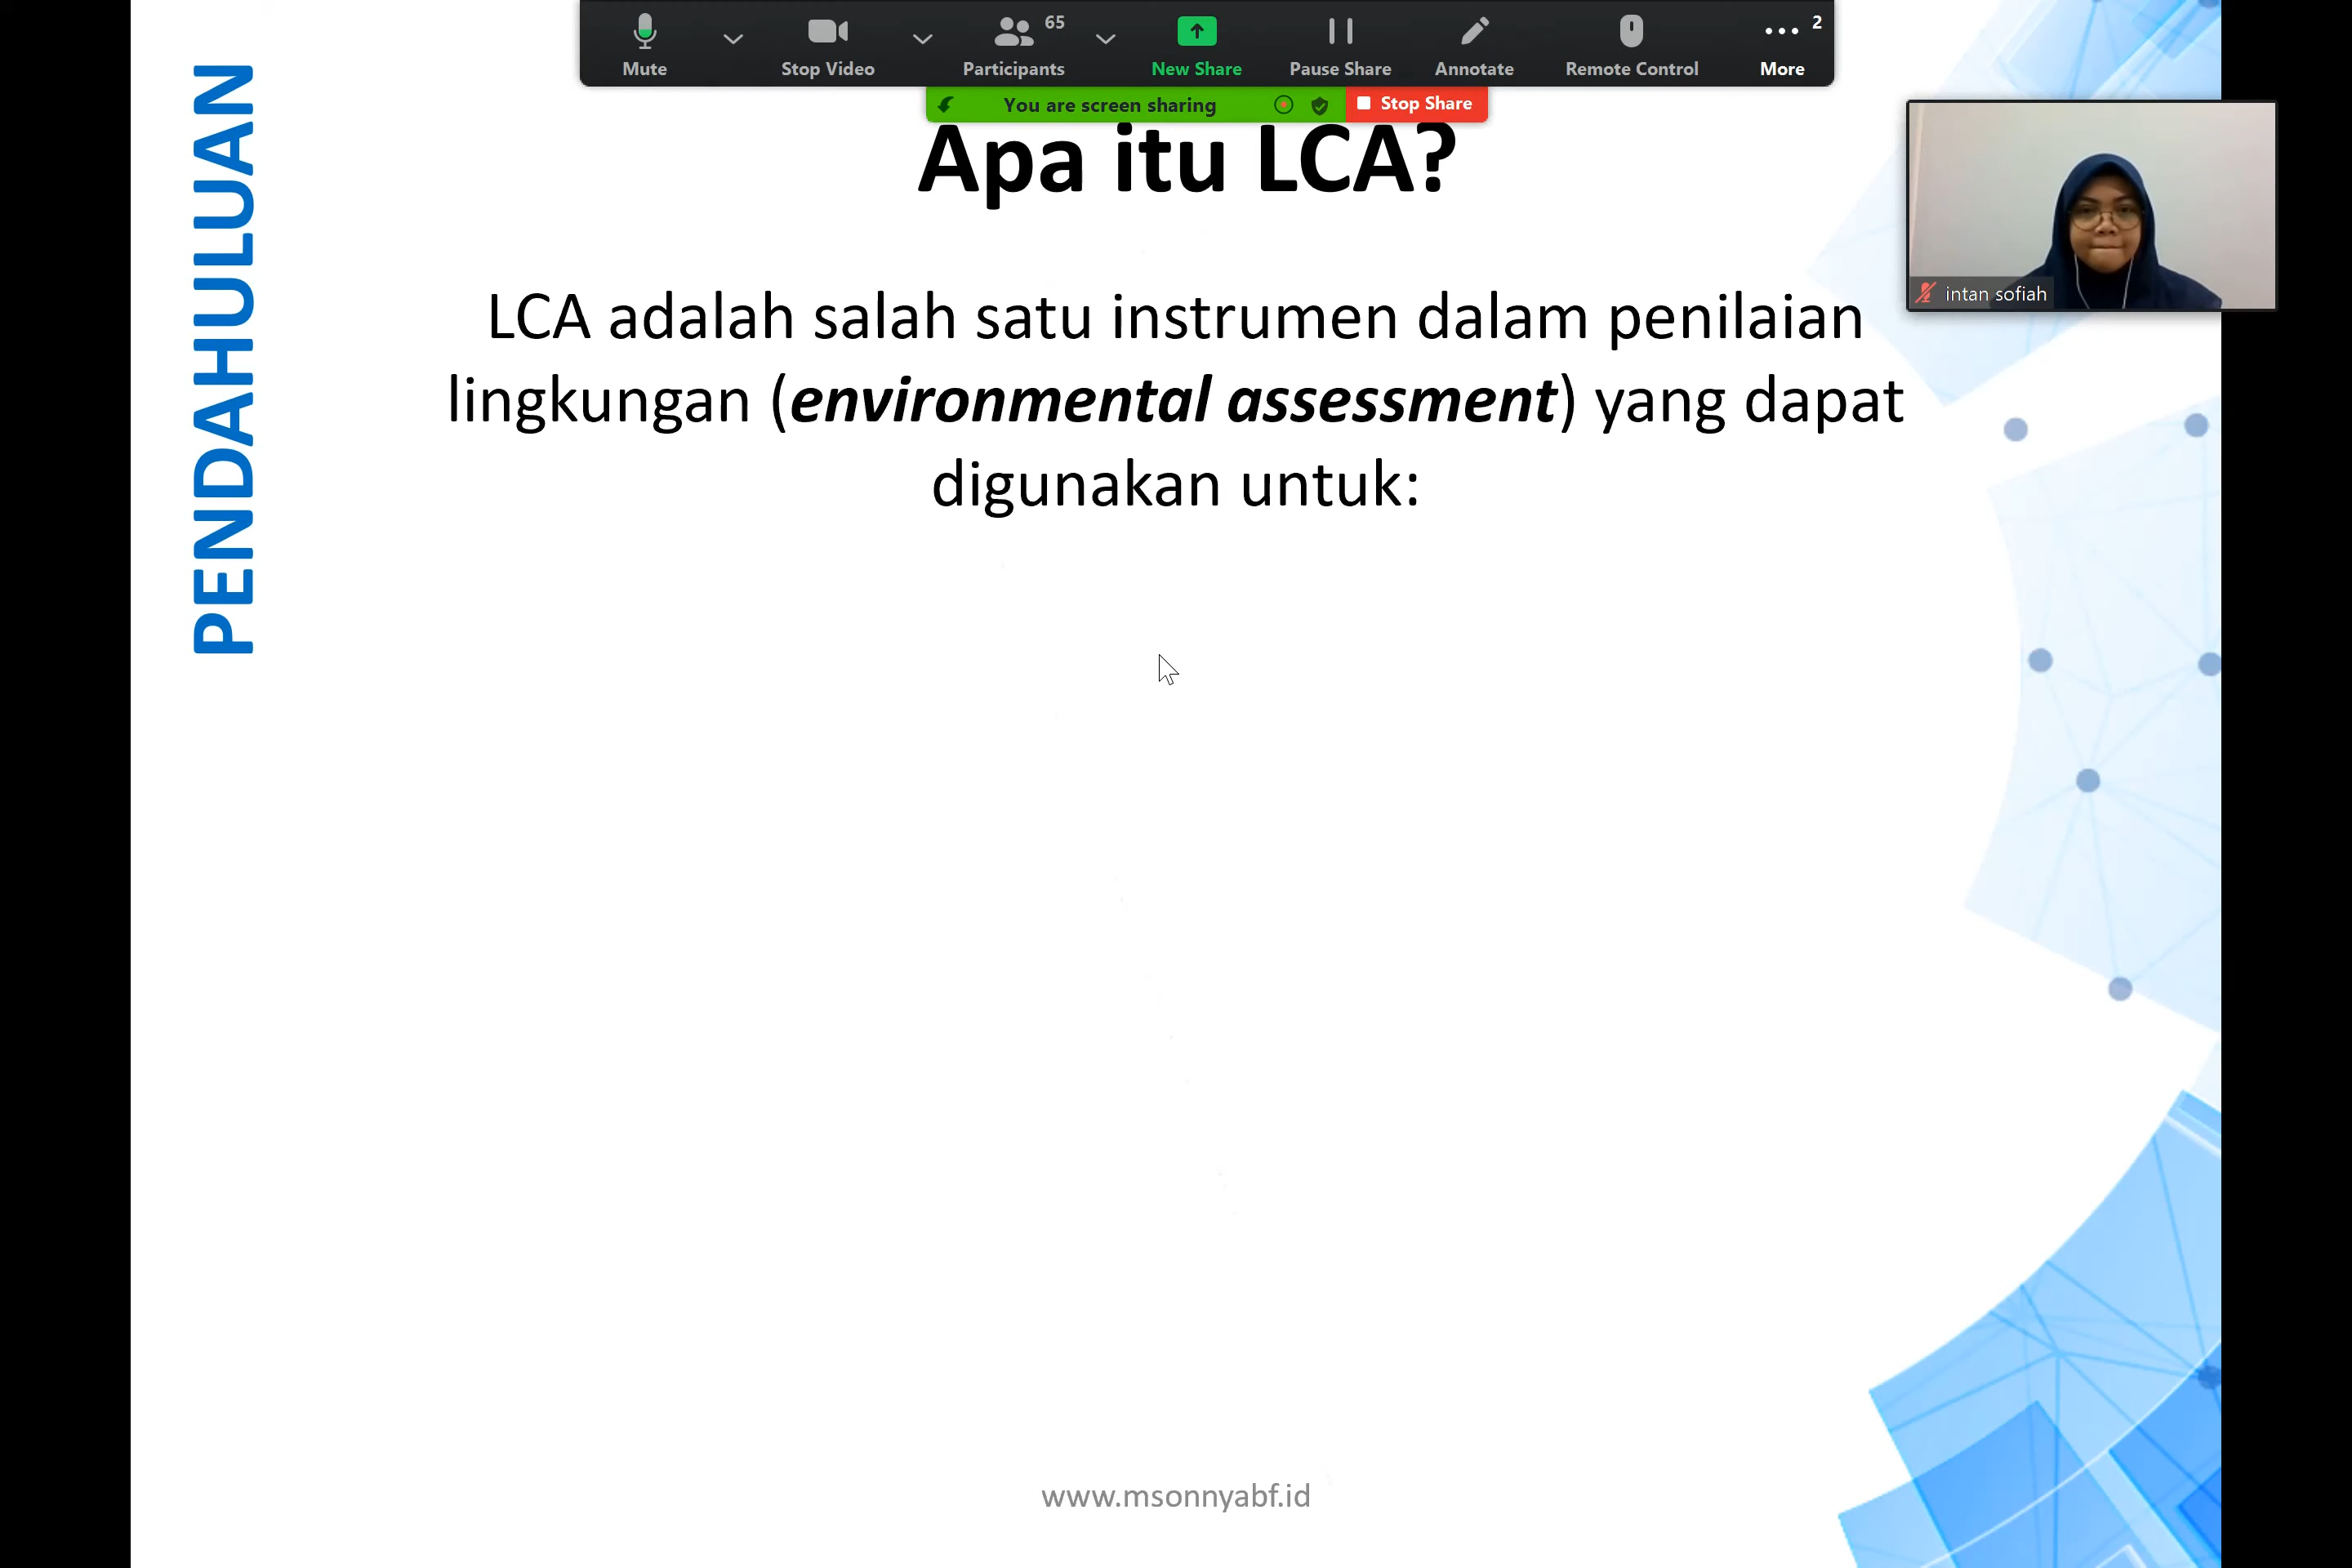 65
2
Mute
Stop Video
Participants
New Share
Pause Share
Annotate
Remote Control
More
You are screen sharing
Stop Share
PENDAHULUAN
Apa itu LCA?
intan sofiah
LCA adalah salah satu instrumen dalam penilaian
lingkungan (environmental assessment) yang dapat
digunakan untuk:
www.msonnyabf.id